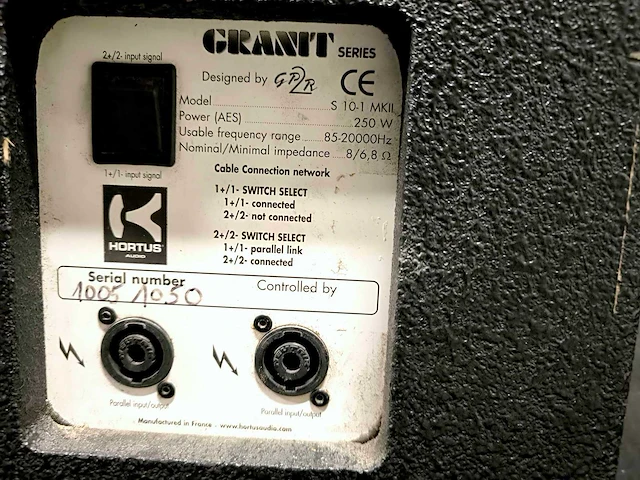 GRANIT SERIES
2+/2- input signal
Designed by GPR
CE
Model S 10-1 MKII
Power (AES) 250 W
Usable frequency range 85-20000Hz
Nominal/Minimal impedance 8/6,8 Ω
1+/1- input signal
Cable Connection network
1+/1- SWITCH SELECT
1+/1- connected
2+/2- not connected
2+/2- SWITCH SELECT
1+/1- parallel link
2+/2- connected
HORTUS
AUDIO
Serial number
Controlled by
1005 1050
Parallel input/output
Parallel input/output
Manufactured in France - www.hortusaudio.com